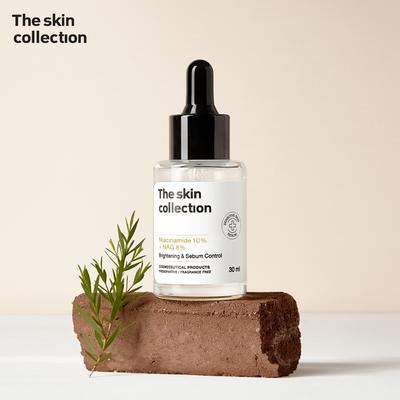 The skin
collection
The skin
collection
Niacinamide 10%
+ NAG 8%
Brightening & Sebum Control
COSMECEUTICAL PRODUCTS
PRESERVATIVE / FRAGRANCE FREE
30 ml